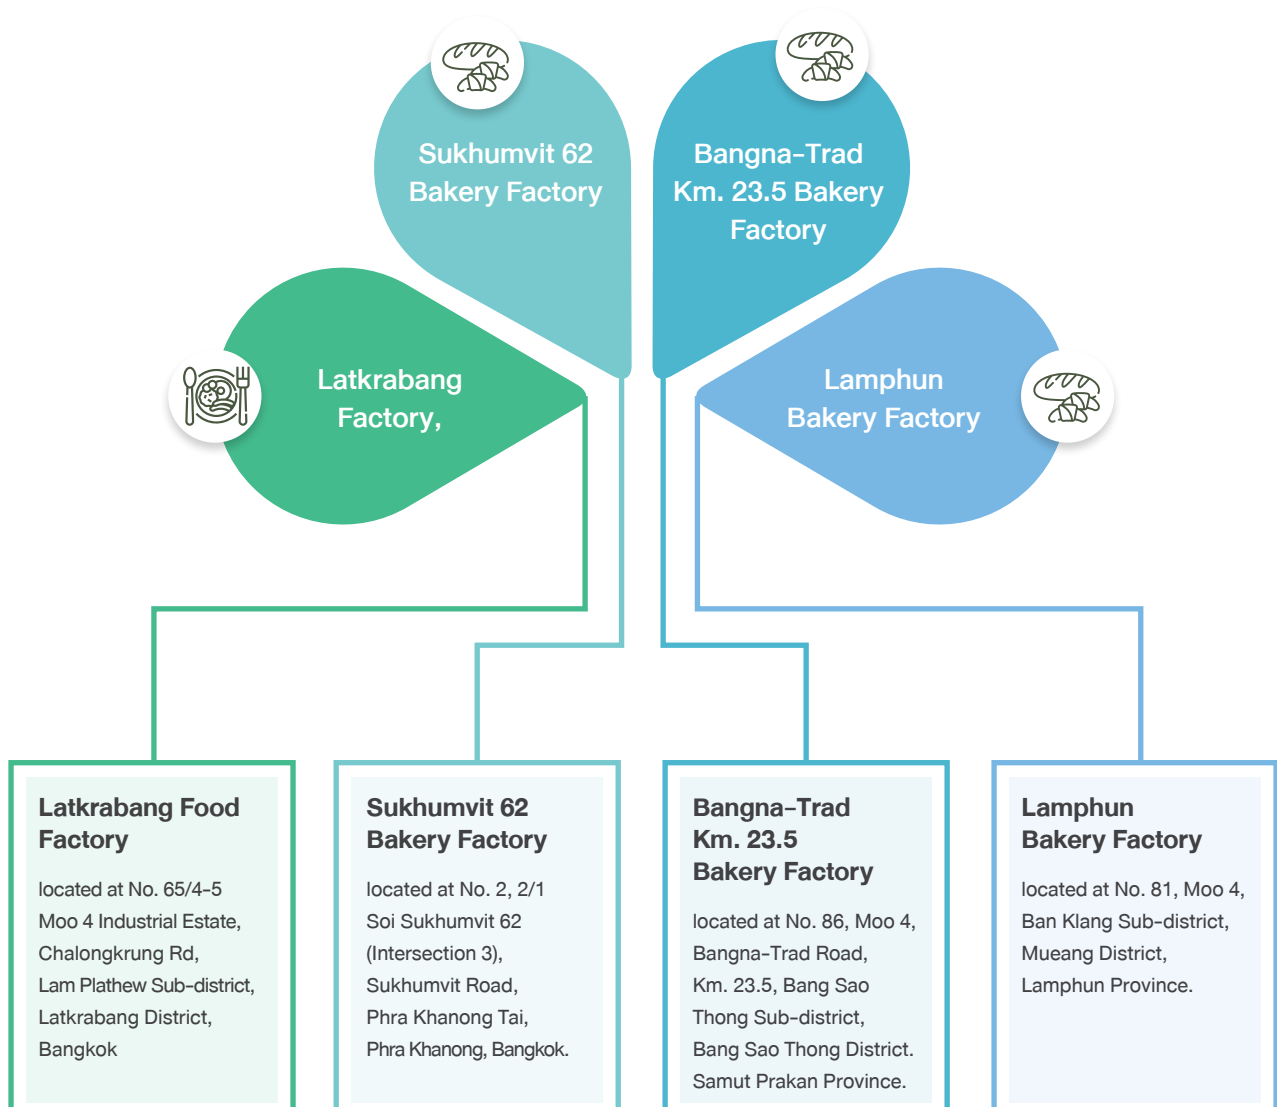 Sukhumvit 62
Bakery Factory
Bangna-Trad
Km. 23.5 Bakery
Factory
Latkrabang
Factory,
Lamphun
Bakery Factory
Latkrabang Food
Factory
located at No. 65/4-5
Moo 4 Industrial Estate,
Chalongkrung Rd,
Lam Plathew Sub-district,
Latkrabang District,
Bangkok
Sukhumvit 62
Bakery Factory
located at No. 2, 2/1
Soi Sukhumvit 62
(Intersection 3),
Sukhumvit Road,
Phra Khanong Tai,
Phra Khanong, Bangkok.
Bangna-Trad
Km. 23.5
Bakery Factory
located at No. 86, Moo 4,
Bangna-Trad Road,
Km. 23.5, Bang Sao
Thong Sub-district,
Bang Sao Thong District.
Samut Prakan Province.
Lamphun
Bakery Factory
located at No. 81, Moo 4,
Ban Klang Sub-district,
Mueang District,
Lamphun Province.